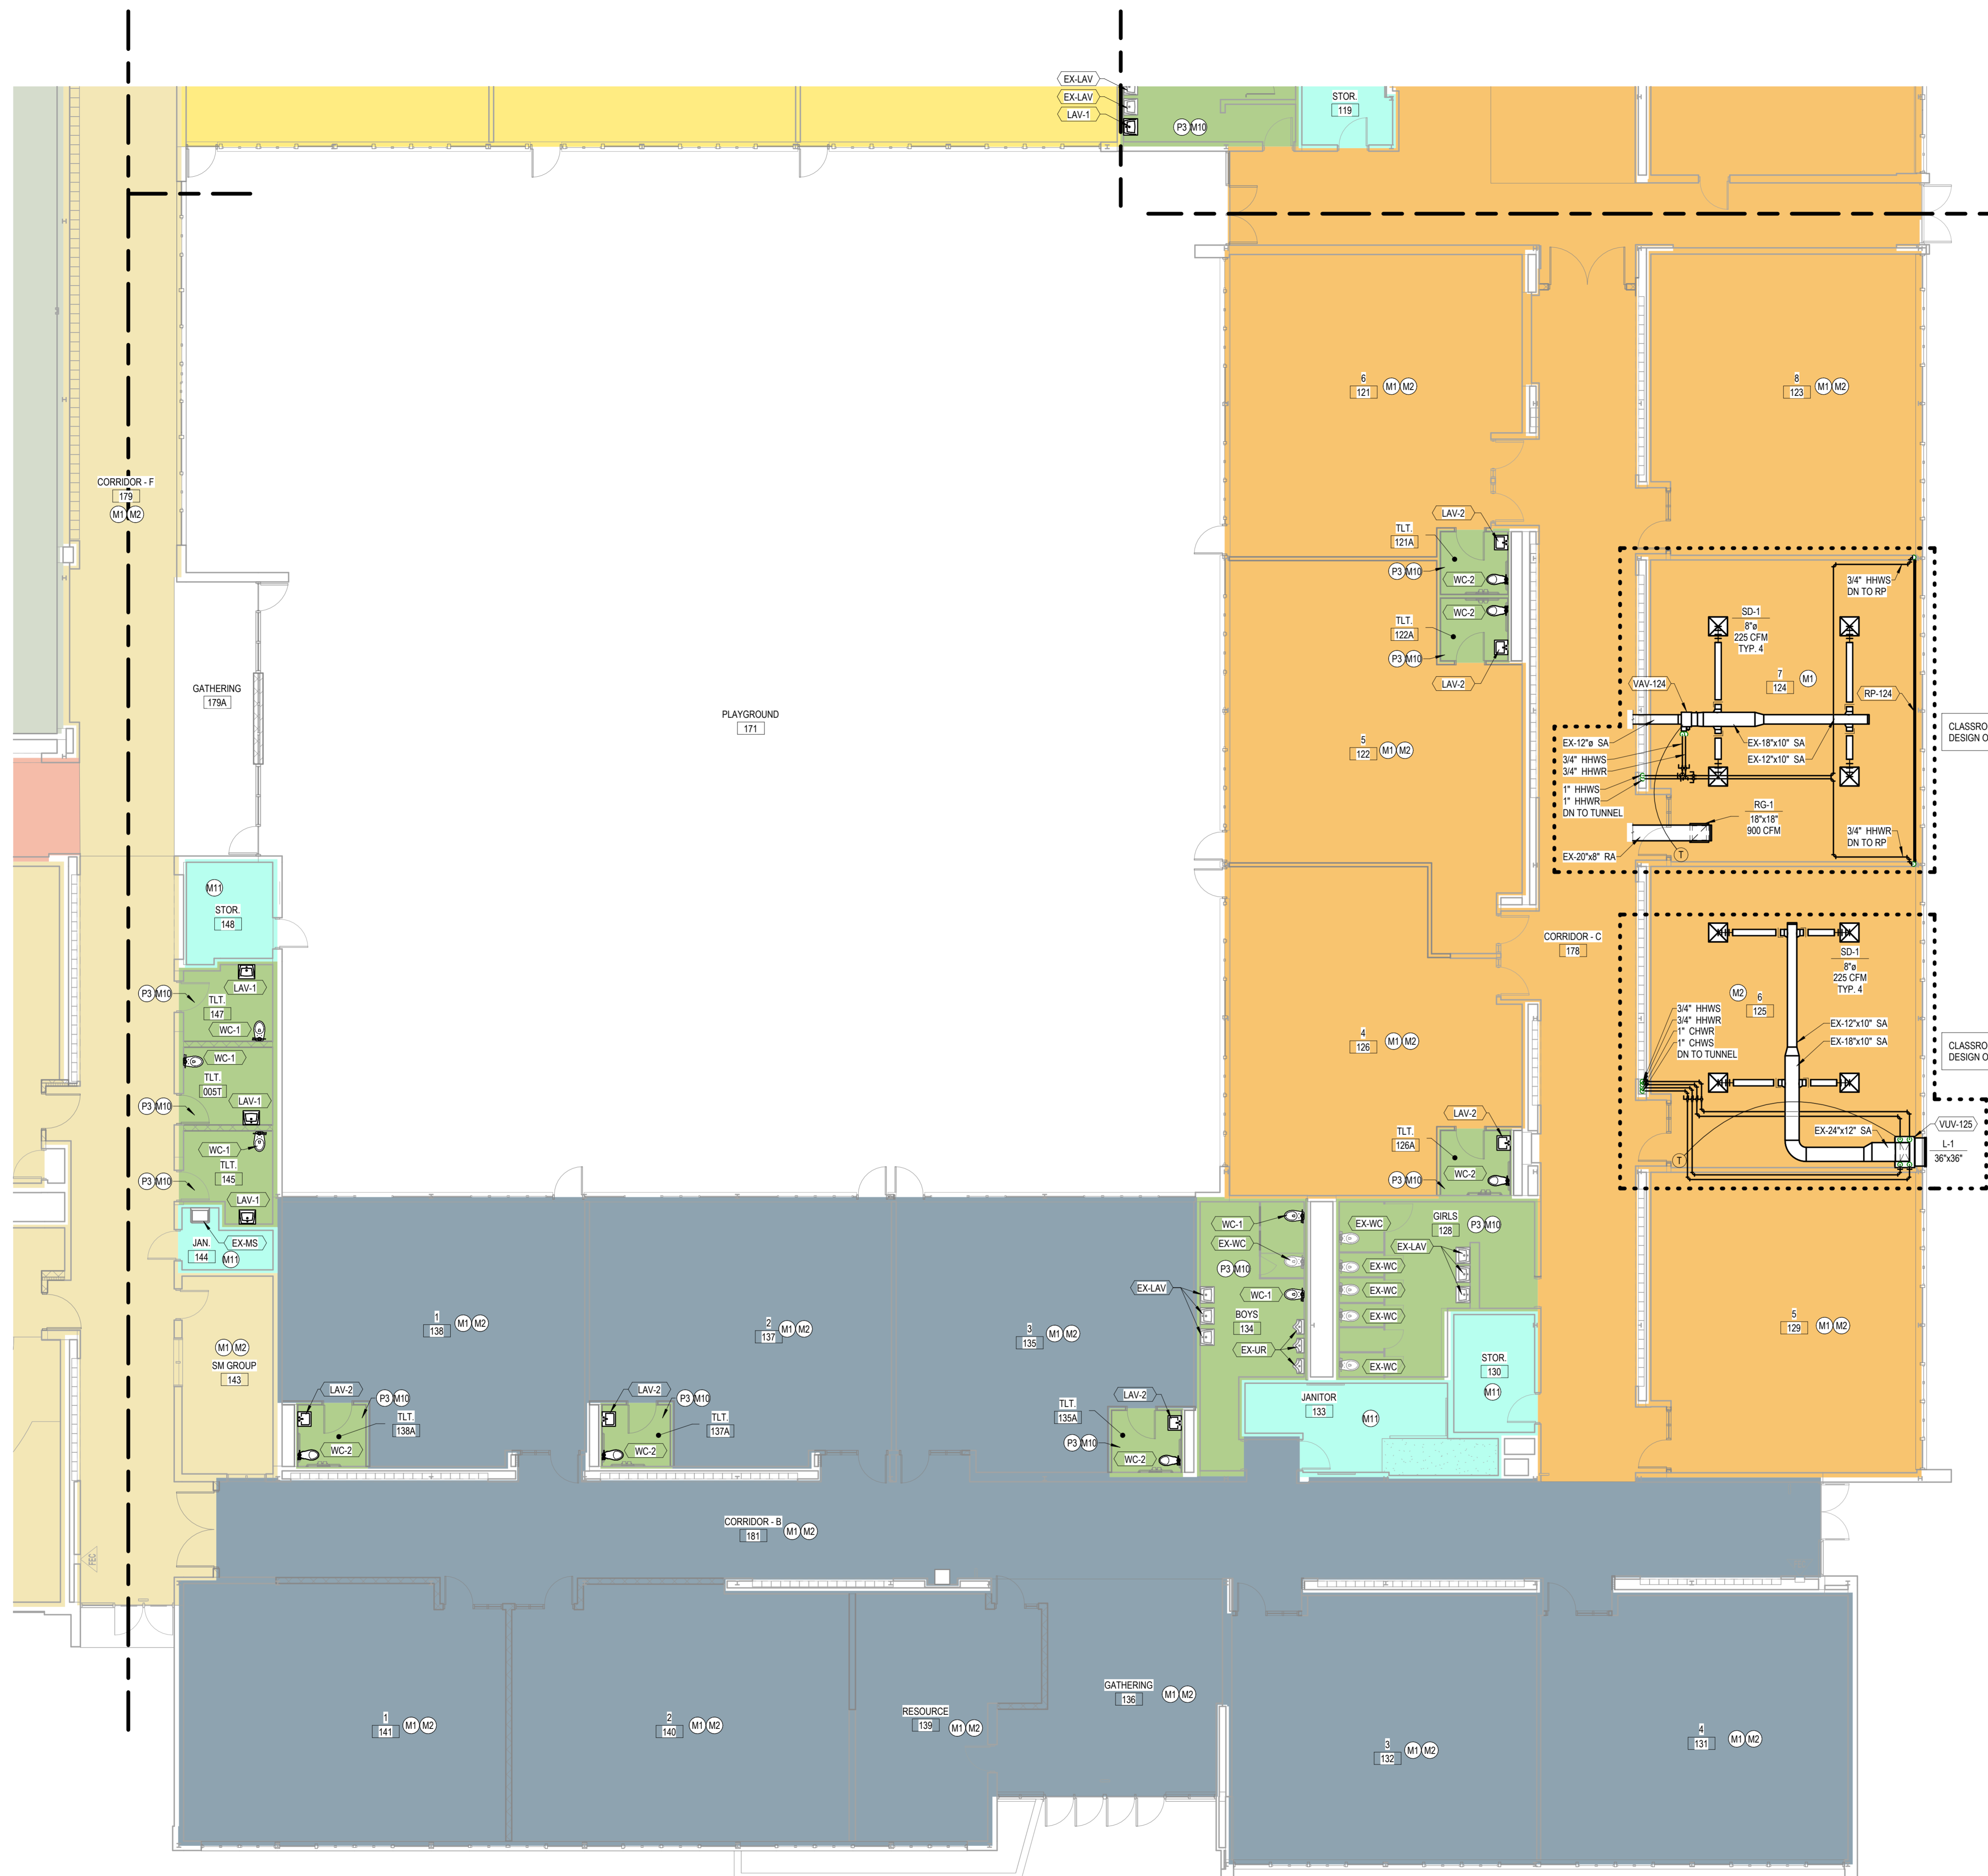 EX-LAV
EX-LAV
LAV-1
P3 M10
STOR.
119
CORRIDOR - F
179
M1 M2
GATHERING
179A
PLAYGROUND
171
6
121
M1 M2
8
123
M1 M2
LAV-2
TLT.
121A
P3 M10
WC-2
WC-2
TLT.
122A
P3 M10
LAV-2
5
122
M1 M2
3/4" HHWS
DN TO RP
SD-1
8"ø
225 CFM
TYP. 4
7
124
M1
VAV-124
RP-124
EX-12"ø SA
EX-18"x10" SA
EX-12"x10" SA
3/4" HHWS
3/4" HHWR
1" HHWS
1" HHWR
DN TO TUNNEL
RG-1
18"x18"
900 CFM
3/4" HHWR
DN TO RP
EX-20"x8" RA
T
CLASSRO
DESIGN O
CORRIDOR - C
178
SD-1
8"ø
225 CFM
TYP. 4
M2
6
125
3/4" HHWS
3/4" HHWR
1" CHWR
1" CHWS
DN TO TUNNEL
EX-12"x10" SA
EX-18"x10" SA
CLASSRO
DESIGN O
EX-24"x12" SA
VUV-125
L-1
36"x36"
T
4
126
M1 M2
LAV-2
TLT.
126A
P3 M10
WC-2
M11
STOR.
148
P3 M10
LAV-1
TLT.
147
WC-1
WC-1
TLT.
005T
LAV-1
P3 M10
WC-1
TLT.
145
P3 M10
LAV-1
JAN.
144
EX-MS
M11
M1 M2
SM GROUP
143
1
138
M1 M2
2
137
M1 M2
3
135
M1 M2
LAV-2
P3 M10
TLT.
138A
WC-2
LAV-2
P3 M10
TLT.
137A
WC-2
LAV-2
TLT.
135A
P3 M10
WC-2
WC-1
EX-WC
P3 M10
EX-LAV
WC-1
BOYS
134
EX-UR
EX-WC
GIRLS
128
P3 M10
EX-LAV
EX-WC
EX-WC
EX-WC
EX-WC
STOR.
130
M11
JANITOR
133
M11
5
129
M1 M2
FEC
CORRIDOR - B
181
M1 M2
1
141
M1 M2
2
140
M1 M2
RESOURCE
139
M1 M2
GATHERING
136
M1 M2
3
132
M1 M2
4
131
M1 M2